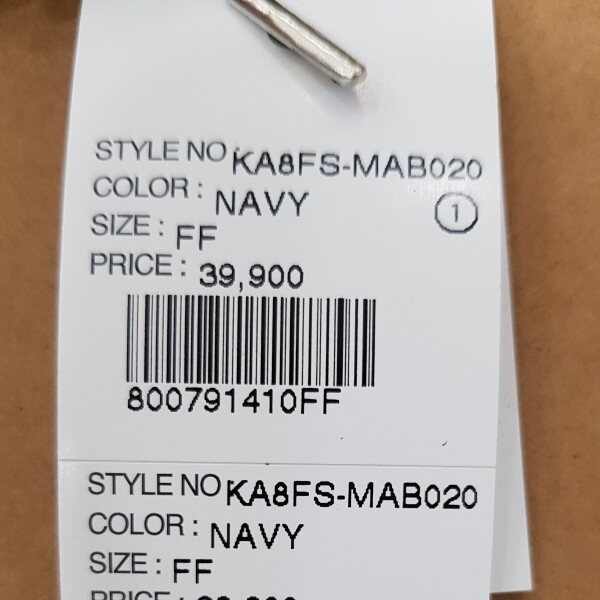 STYLE NO KA8FS-MAB020
COLOR : NAVY
①
SIZE : FF
PRICE : 39,900
800791410FF
STYLE NO KA8FS-MAB020
COLOR : NAVY
SIZE : FF
PRICE :